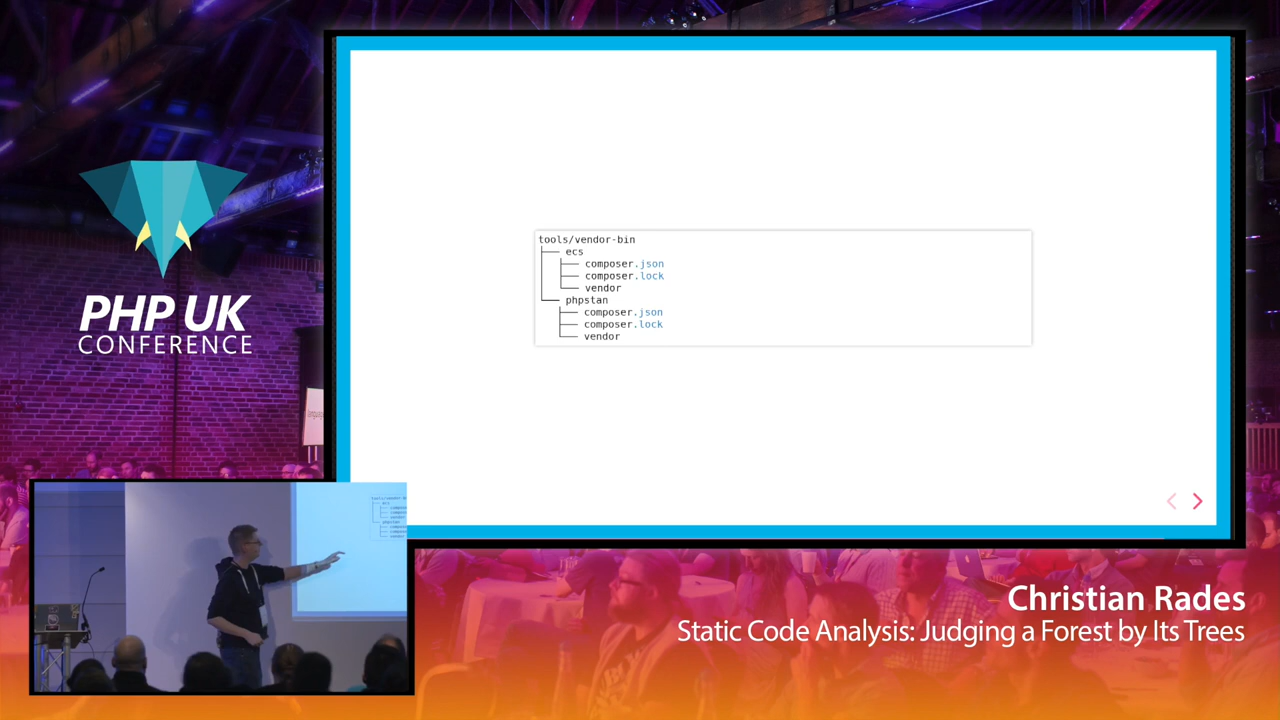 PHP UK
CONFERENCE
tools/vendor-bin
ecs
composer.json
composer.lock
vendor
phpstan
composer.json
composer.lock
vendor
Christian Rades
Static Code Analysis: Judging a Forest by Its Trees